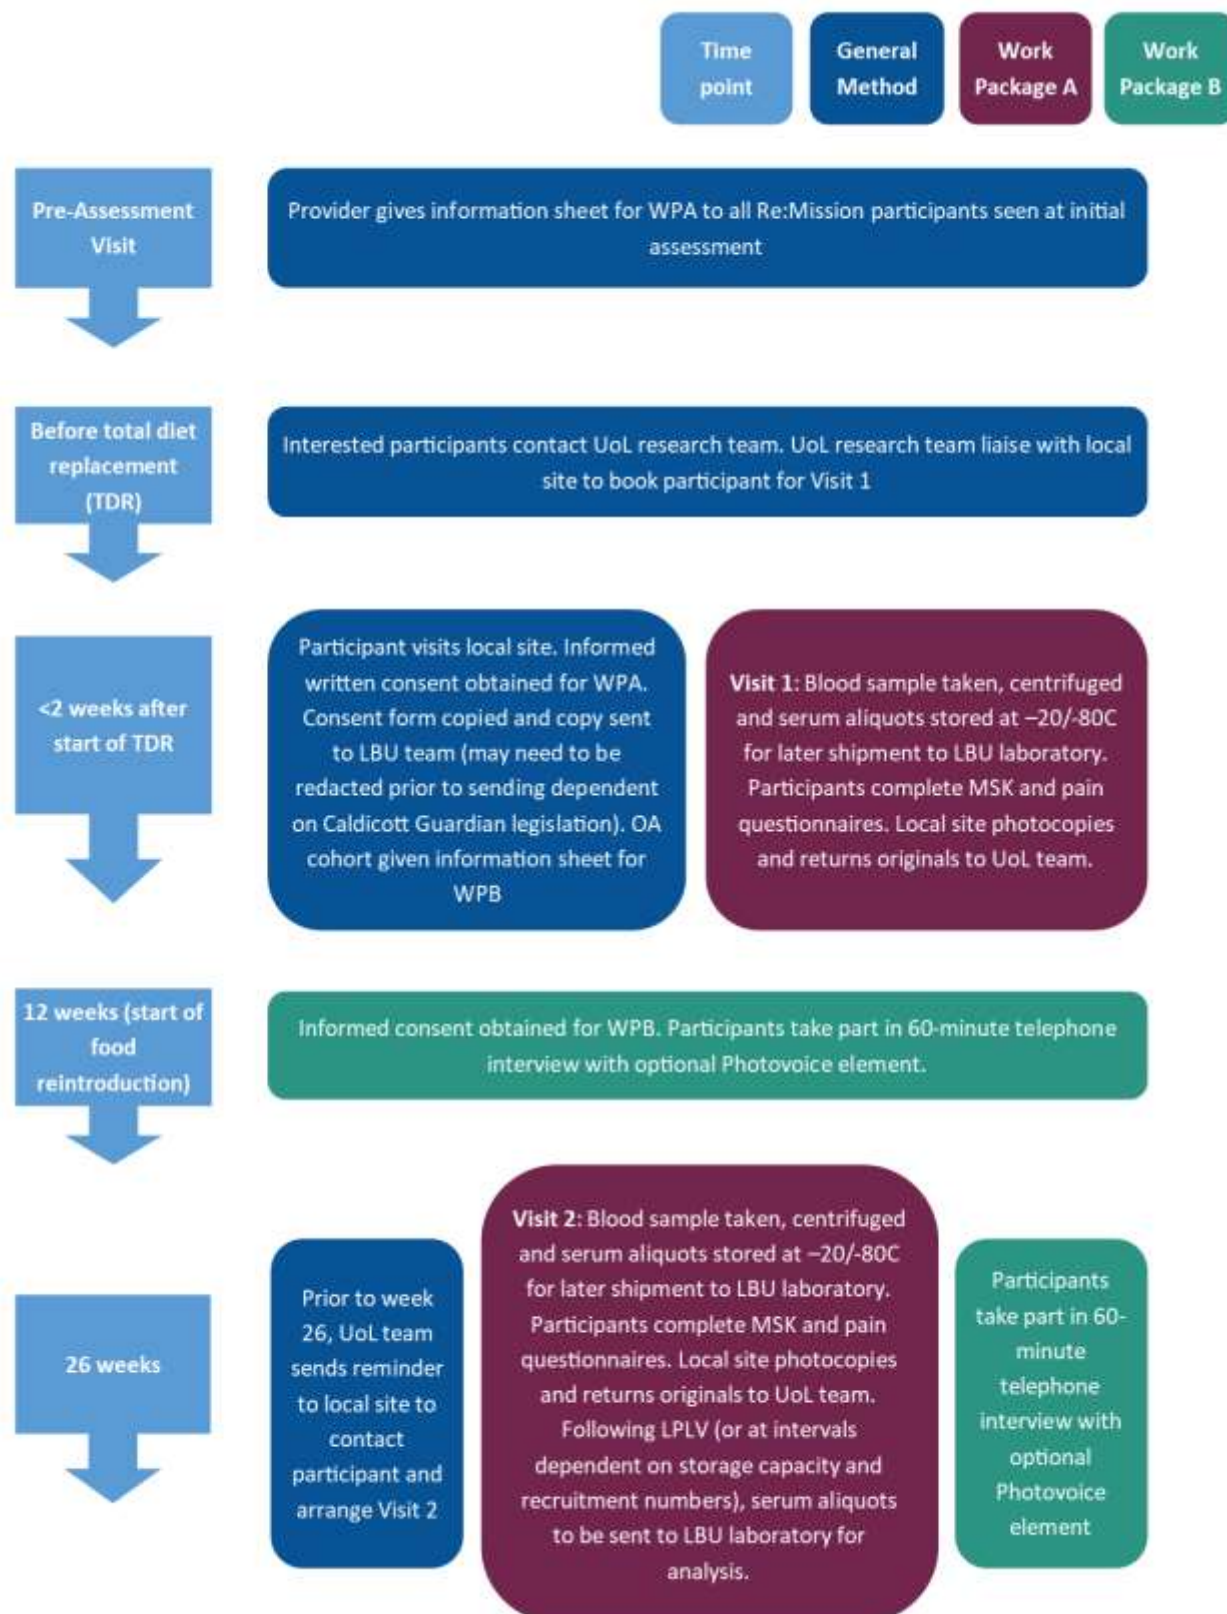 Time
point
General
Method
Work
Package A
Work
Package B
Pre-Assessment
Visit
Provider gives information sheet for WPA to all Re:Mission participants seen at initial
assessment
Before total diet
replacement
(TDR)
Interested participants contact UoL research team. UoL research team liaise with local
site to book participant for Visit 1
<2 weeks after
start of TDR
Participant visits local site. Informed
written consent obtained for WPA.
Consent form copied and copy sent
to LBU team (may need to be
redacted prior to sending dependent
on Caldicott Guardian legislation). OA
cohort given information sheet for
WPB
Visit 1: Blood sample taken, centrifuged
and serum aliquots stored at –20/-80C
for later shipment to LBU laboratory.
Participants complete MSK and pain
questionnaires. Local site photocopies
and returns originals to UoL team.
12 weeks (start of
food
reintroduction)
Informed consent obtained for WPB. Participants take part in 60-minute telephone
interview with optional Photovoice element.
26 weeks
Prior to week
26, UoL team
sends reminder
to local site to
contact
participant and
arrange Visit 2
Visit 2: Blood sample taken, centrifuged
and serum aliquots stored at –20/-80C
for later shipment to LBU laboratory.
Participants complete MSK and pain
questionnaires. Local site photocopies
and returns originals to UoL team.
Following LPLV (or at intervals
dependent on storage capacity and
recruitment numbers), serum aliquots
to be sent to LBU laboratory for
analysis.
Participants
take part in 60-
minute
telephone
interview with
optional
Photovoice
element